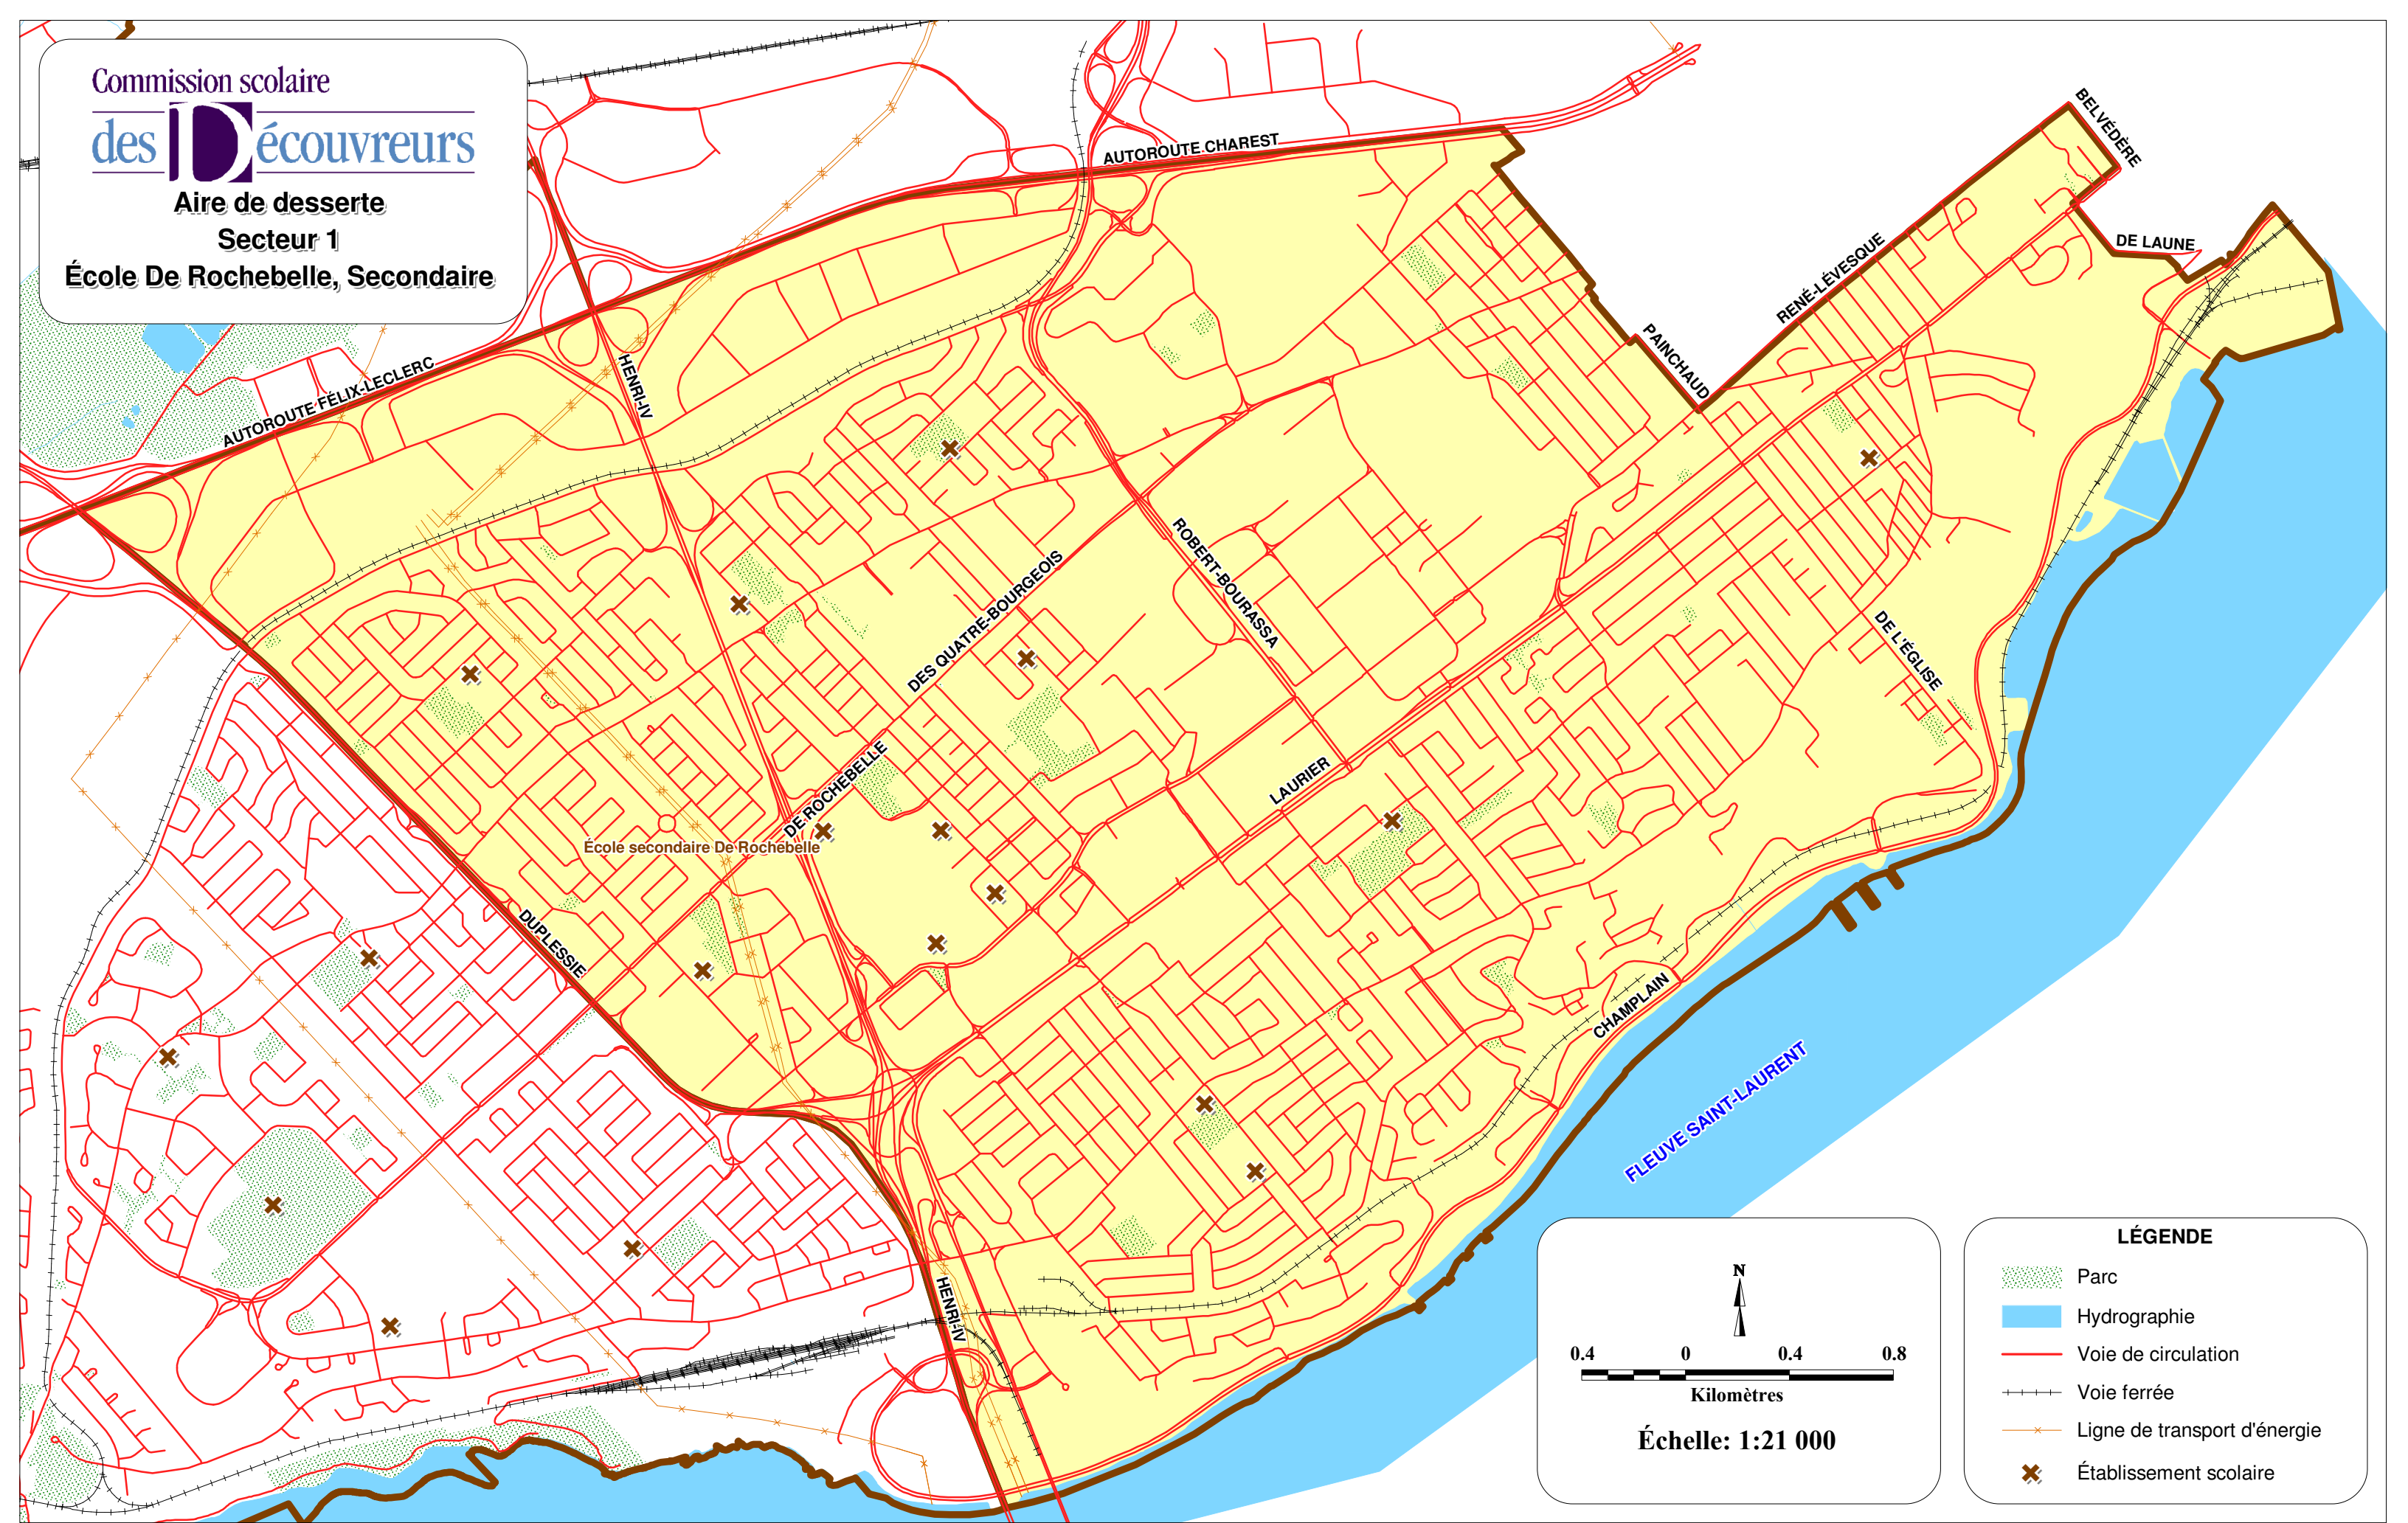 Commission scolaire
des Découvreurs
Aire de desserte
Secteur 1
École De Rochebelle, Secondaire
AUTOROUTE CHAREST
BELVÉDÈRE
DE LAUNE
RENÉ-LÉVESQUE
PAINCHAUD
AUTOROUTE FÉLIX-LECLERC
HENRI-IV
ROBERT-BOURASSA
DES QUATRE-BOURGEOIS
DE L'ÉGLISE
DE ROCHEBELLE
LAURIER
École secondaire De Rochebelle
DUPLESSIE
CHAMPLAIN
FLEUVE SAINT-LAURENT
HENRI-IV
N
0.4 0 0.4 0.8
Kilomètres
Échelle: 1:21 000
LÉGENDE
Parc
Hydrographie
Voie de circulation
Voie ferrée
Ligne de transport d'énergie
Établissement scolaire